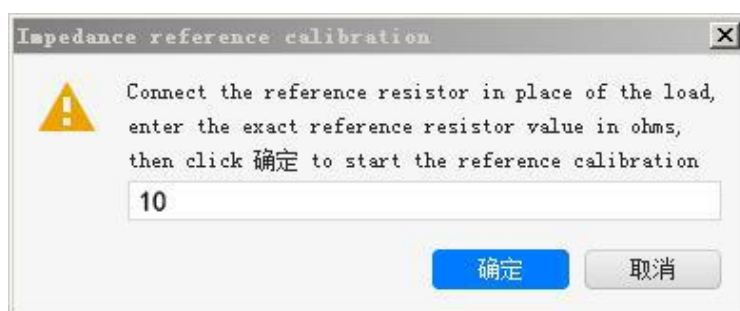 Impedance reference calibration
Connect the reference resistor in place of the load,
enter the exact reference resistor value in ohms,
then click 确定 to start the reference calibration
10
确定 取消